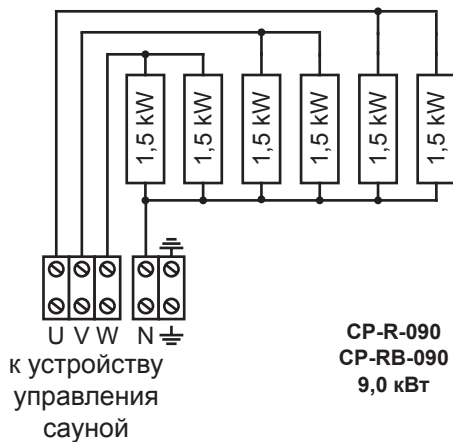 1,5 kW 1,5 kW 1,5 kW 1,5 kW 1,5 kW 1,5 kW
U V W N
к устройству
управления
сауной
CP-R-090
CP-RB-090
9,0 кВт